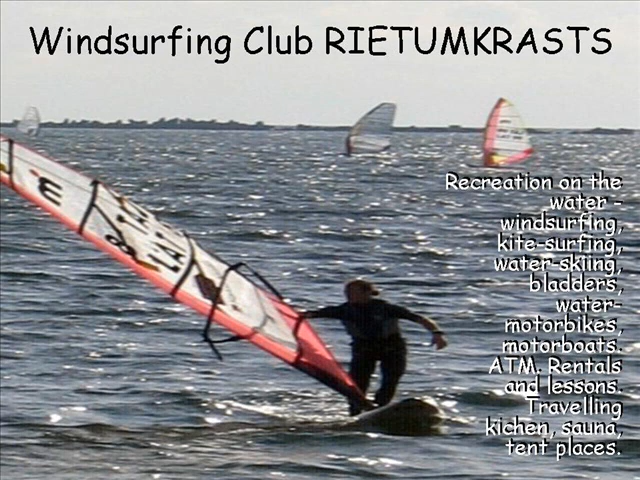 Windsurfing Club RIETUMKRASTS
Recreation on the
water -
windsurfing,
kite-surfing,
water-skiing,
bladders,
water-
motorbikes,
motorboats.
ATM. Rentals
and lessons.
Travelling
kichen, sauna,
tent places.